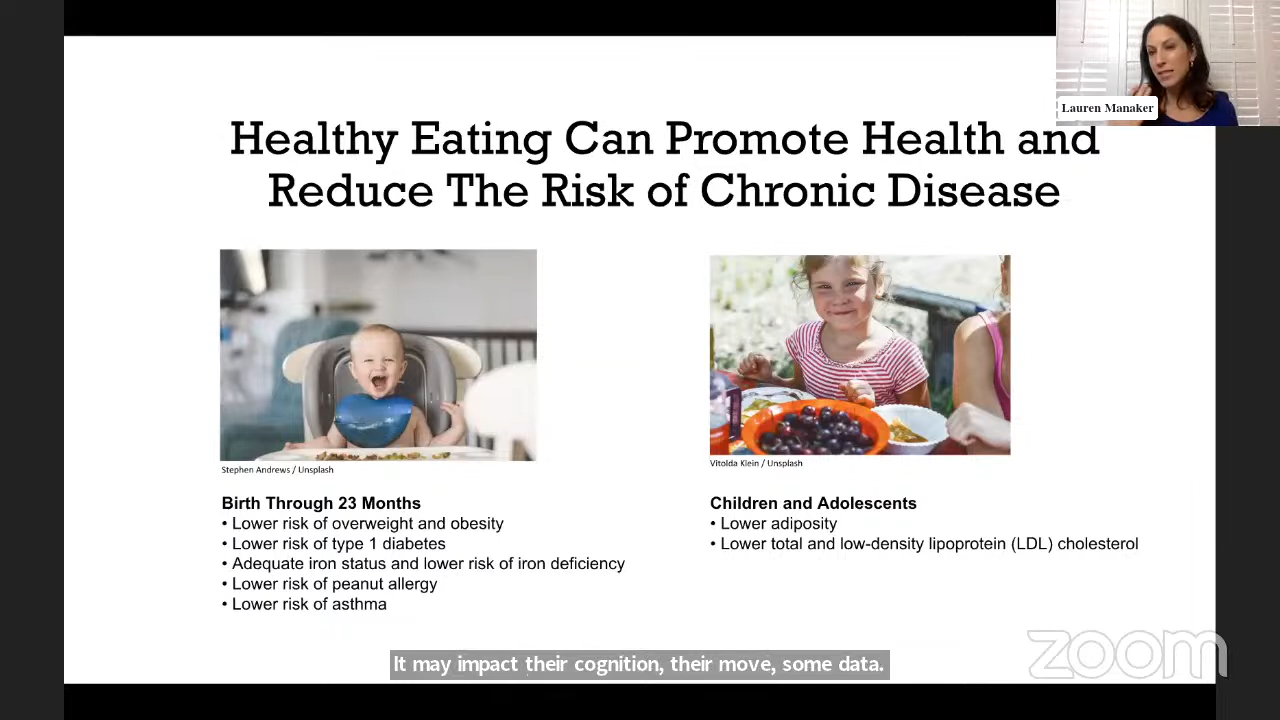 Lauren Manaker
Healthy Eating Can Promote Health and
Reduce The Risk of Chronic Disease
Stephen Andrews / Unsplash
Birth Through 23 Months
• Lower risk of overweight and obesity
• Lower risk of type 1 diabetes
• Adequate iron status and lower risk of iron deficiency
• Lower risk of peanut allergy
• Lower risk of asthma
Vitolda Klein / Unsplash
Children and Adolescents
• Lower adiposity
• Lower total and low-density lipoprotein (LDL) cholesterol
It may impact their cognition, their move, some data.
zoom